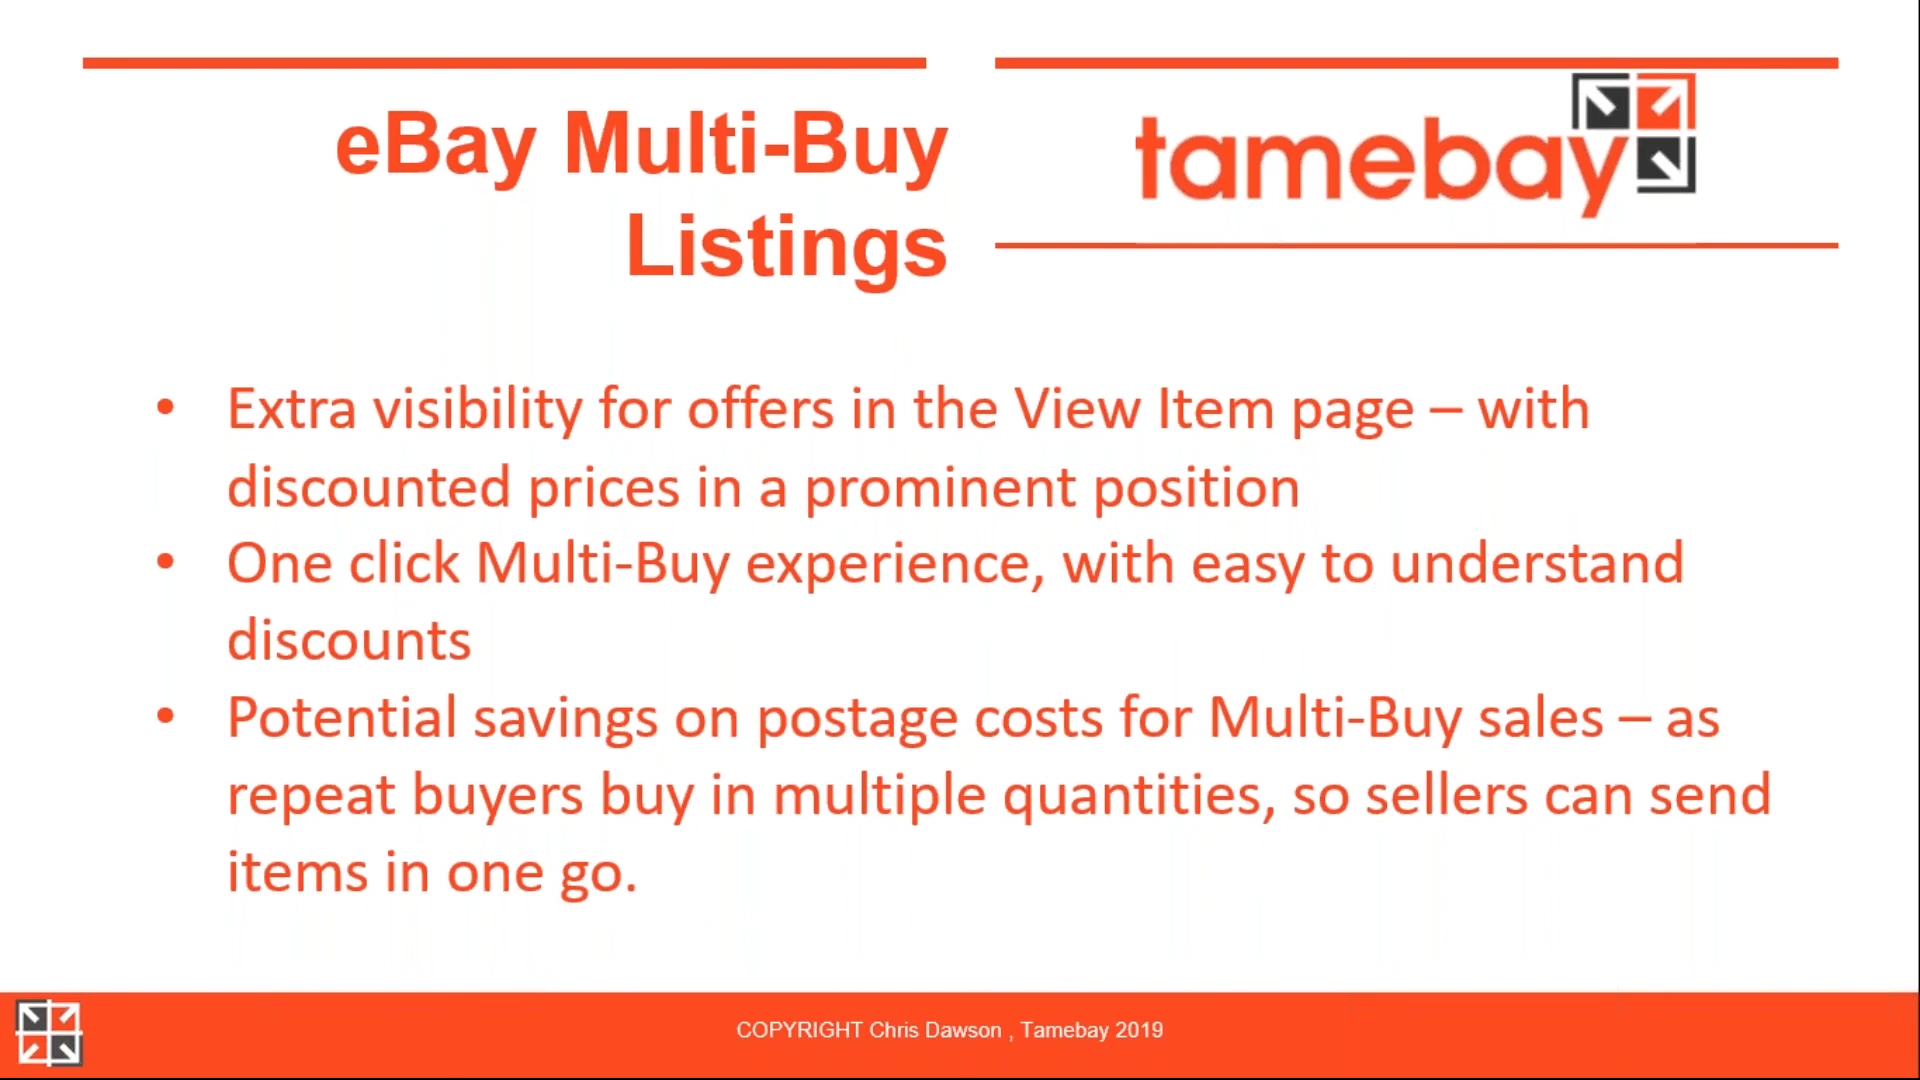 eBay Multi-Buy
Listings
tamebay
• Extra visibility for offers in the View Item page – with
discounted prices in a prominent position
• One click Multi-Buy experience, with easy to understand
discounts
• Potential savings on postage costs for Multi-Buy sales – as
repeat buyers buy in multiple quantities, so sellers can send
items in one go.
COPYRIGHT Chris Dawson , Tamebay 2019